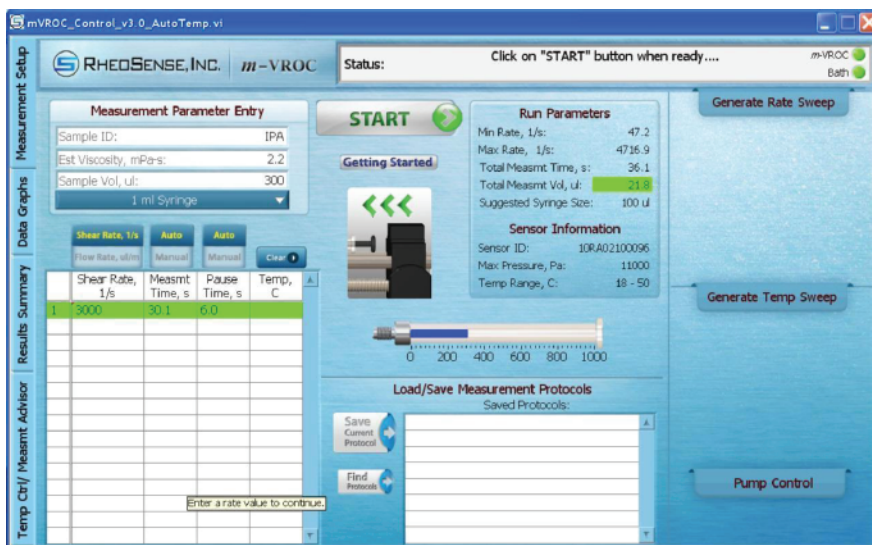 mVROC_Control_v3.0_AutoTemp.vi
Measurement Setup
Data Graphs
Results Summary
Temp Ctrl/ Measmt Advisor
RHEOSENSE, INC. m-VROC
Status: Click on "START" button when ready....
m-VROC
Bath
Measurement Parameter Entry
Sample ID: IPA
Est Viscosity, mPa-s: 2.2
Sample Vol, ul: 300
1 ml Syringe
Shear Rate, 1/s Auto Auto
Flow Rate, ul/m Manual Manual Clear
Shear Rate, 1/s Measmt Time, s Pause Time, s Temp, C
1 3000 30.1 6.0
Enter a rate value to continue.
START
Getting Started
Run Parameters
Min Rate, 1/s: 47.2
Max Rate, 1/s: 4716.9
Total Measmt Time, s: 36.1
Total Measmt Vol, ul: 21.8
Suggested Syringe Size: 100 ul
Sensor Information
Sensor ID: 10RA02100096
Max Pressure, Pa: 11000
Temp Range, C: 18 - 50
0 200 400 600 800 1000
Load/Save Measurement Protocols
Saved Protocols:
Save
Current
Protocol
Find
Protocols
Generate Rate Sweep
Generate Temp Sweep
Pump Control